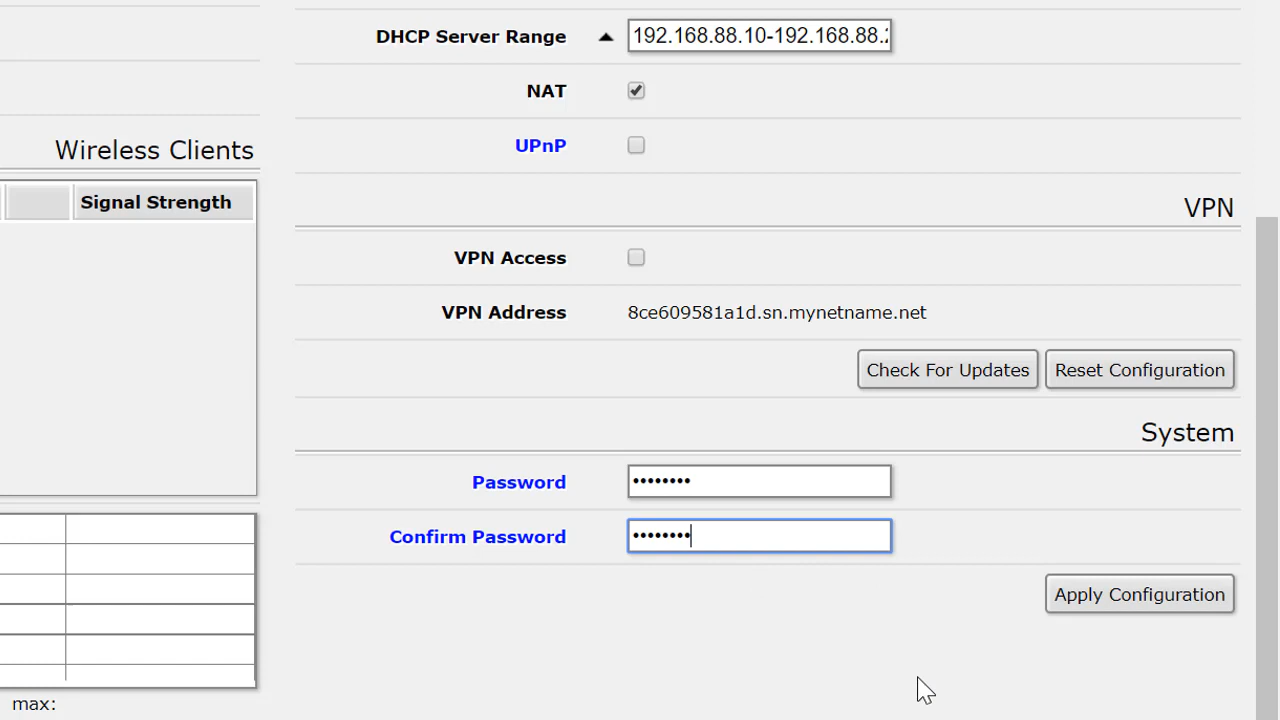 DHCP Server Range ▲ 192.168.88.10-192.168.88.
NAT
UPnP
Wireless Clients
Signal Strength
VPN
VPN Access
VPN Address 8ce609581a1d.sn.mynetname.net
Check For Updates Reset Configuration
System
Password ••••••••
Confirm Password ••••••••
Apply Configuration
max: